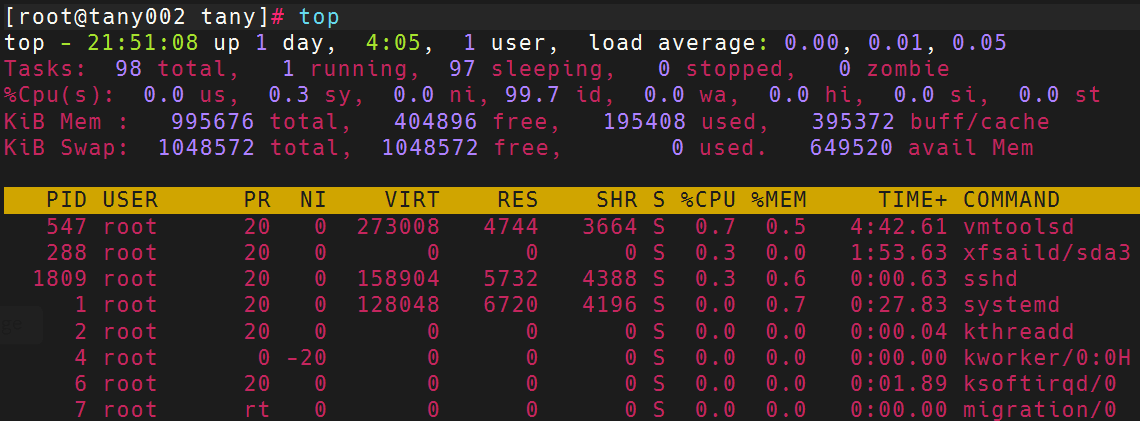 [root@tany002 tany]# top
top - 21:51:08 up 1 day,  4:05,  1 user,  load average: 0.00, 0.01, 0.05
Tasks:  98 total,   1 running,  97 sleeping,   0 stopped,   0 zombie
%Cpu(s):  0.0 us,  0.3 sy,  0.0 ni, 99.7 id,  0.0 wa,  0.0 hi,  0.0 si,  0.0 st
KiB Mem :   995676 total,   404896 free,   195408 used,   395372 buff/cache
KiB Swap:  1048572 total,  1048572 free,        0 used.   649520 avail Mem
PID USER      PR  NI    VIRT    RES    SHR S %CPU %MEM     TIME+ COMMAND
547 root      20   0  273008   4744   3664 S  0.7  0.5   4:42.61 vmtoolsd
288 root      20   0       0      0      0 S  0.3  0.0   1:53.63 xfsaild/sda3
1809 root      20   0  158904   5732   4388 S  0.3  0.6   0:00.63 sshd
1 root      20   0  128048   6720   4196 S  0.0  0.7   0:27.83 systemd
2 root      20   0       0      0      0 S  0.0  0.0   0:00.04 kthreadd
4 root       0 -20       0      0      0 S  0.0  0.0   0:00.00 kworker/0:0H
6 root      20   0       0      0      0 S  0.0  0.0   0:01.89 ksoftirqd/0
7 root      rt   0       0      0      0 S  0.0  0.0   0:00.00 migration/0